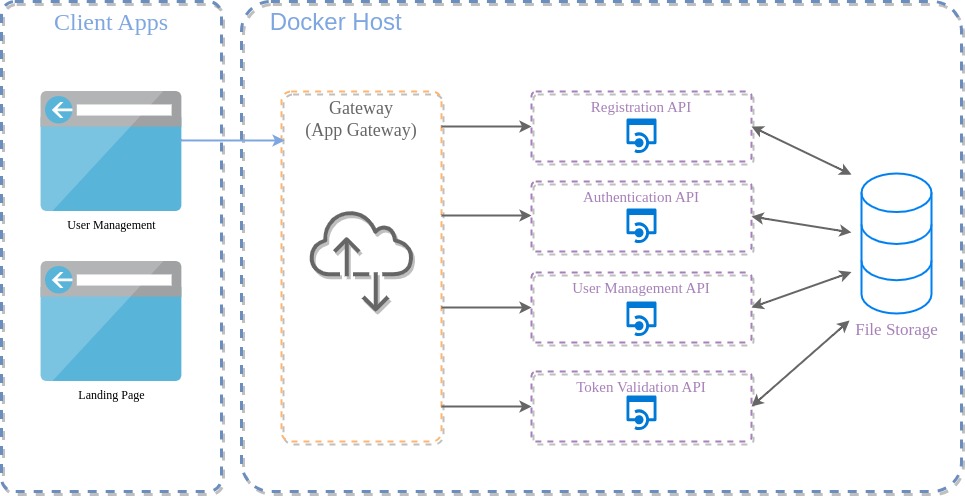 Client Apps
User Management
Landing Page
Docker Host
Gateway
(App Gateway)
Registration API
Authentication API
User Management API
Token Validation API
File Storage